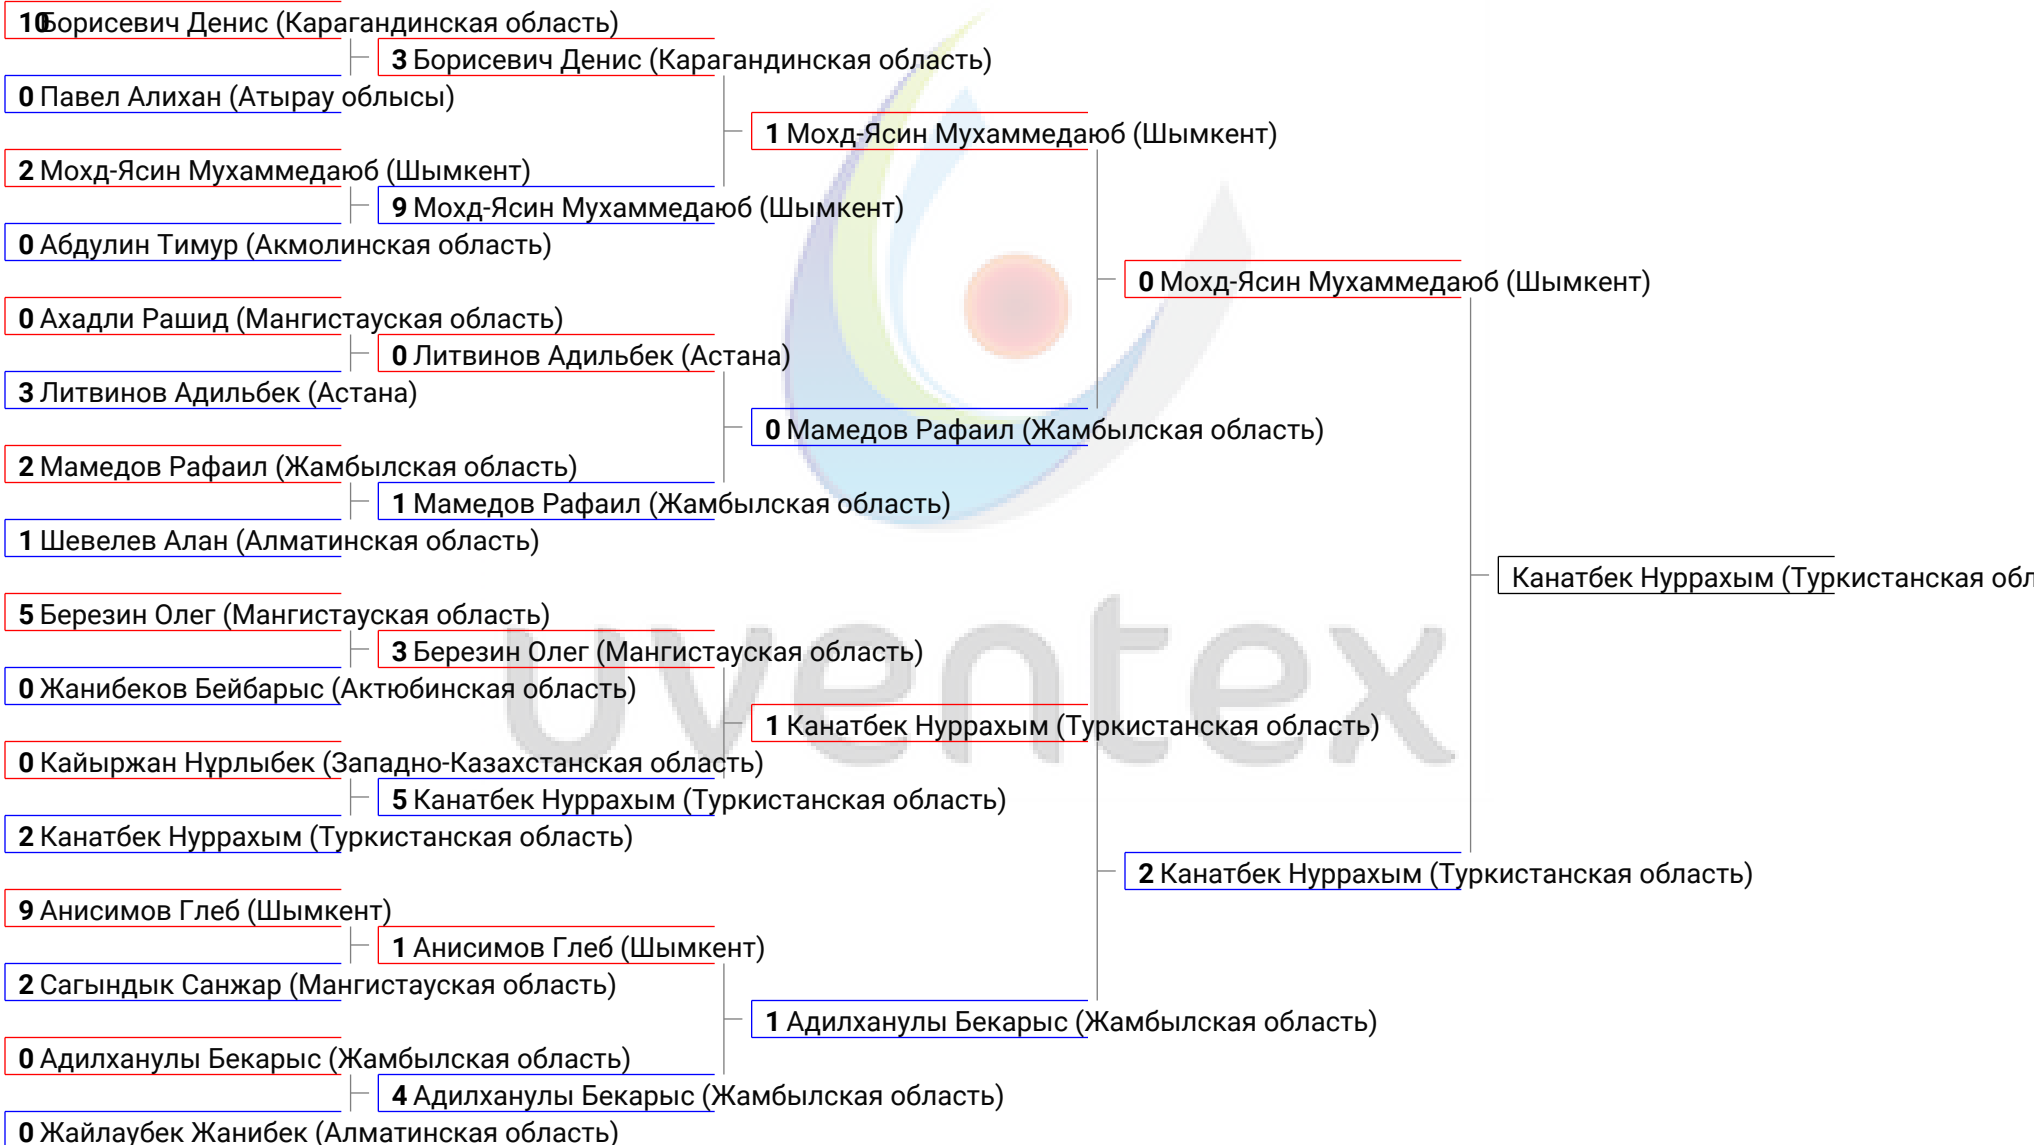 10 Борисевич Денис (Карагандинская область)
3 Борисевич Денис (Карагандинская область)
0 Павел Алихан (Атырау облысы)
1 Мохд-Ясин Мухаммедаюб (Шымкент)
2 Мохд-Ясин Мухаммедаюб (Шымкент)
9 Мохд-Ясин Мухаммедаюб (Шымкент)
0 Абдулин Тимур (Акмолинская область)
0 Мохд-Ясин Мухаммедаюб (Шымкент)
0 Ахадли Рашид (Мангистауская область)
0 Литвинов Адильбек (Астана)
3 Литвинов Адильбек (Астана)
0 Мамедов Рафаил (Жамбылская область)
2 Мамедов Рафаил (Жамбылская область)
1 Мамедов Рафаил (Жамбылская область)
1 Шевелев Алан (Алматинская область)
Канатбек Нуррахым (Туркистанская обл
5 Березин Олег (Мангистауская область)
3 Березин Олег (Мангистауская область)
uventex
0 Жанибеков Бейбарыс (Актюбинская область)
1 Канатбек Нуррахым (Туркистанская область)
0 Кайыржан Нұрлыбек (Западно-Казахстанская область)
5 Канатбек Нуррахым (Туркистанская область)
2 Канатбек Нуррахым (Туркистанская область)
2 Канатбек Нуррахым (Туркистанская область)
9 Анисимов Глеб (Шымкент)
1 Анисимов Глеб (Шымкент)
2 Сагындык Санжар (Мангистауская область)
1 Адилханулы Бекарыс (Жамбылская область)
0 Адилханулы Бекарыс (Жамбылская область)
4 Адилханулы Бекарыс (Жамбылская область)
0 Жайлаубек Жанибек (Алматинская область)